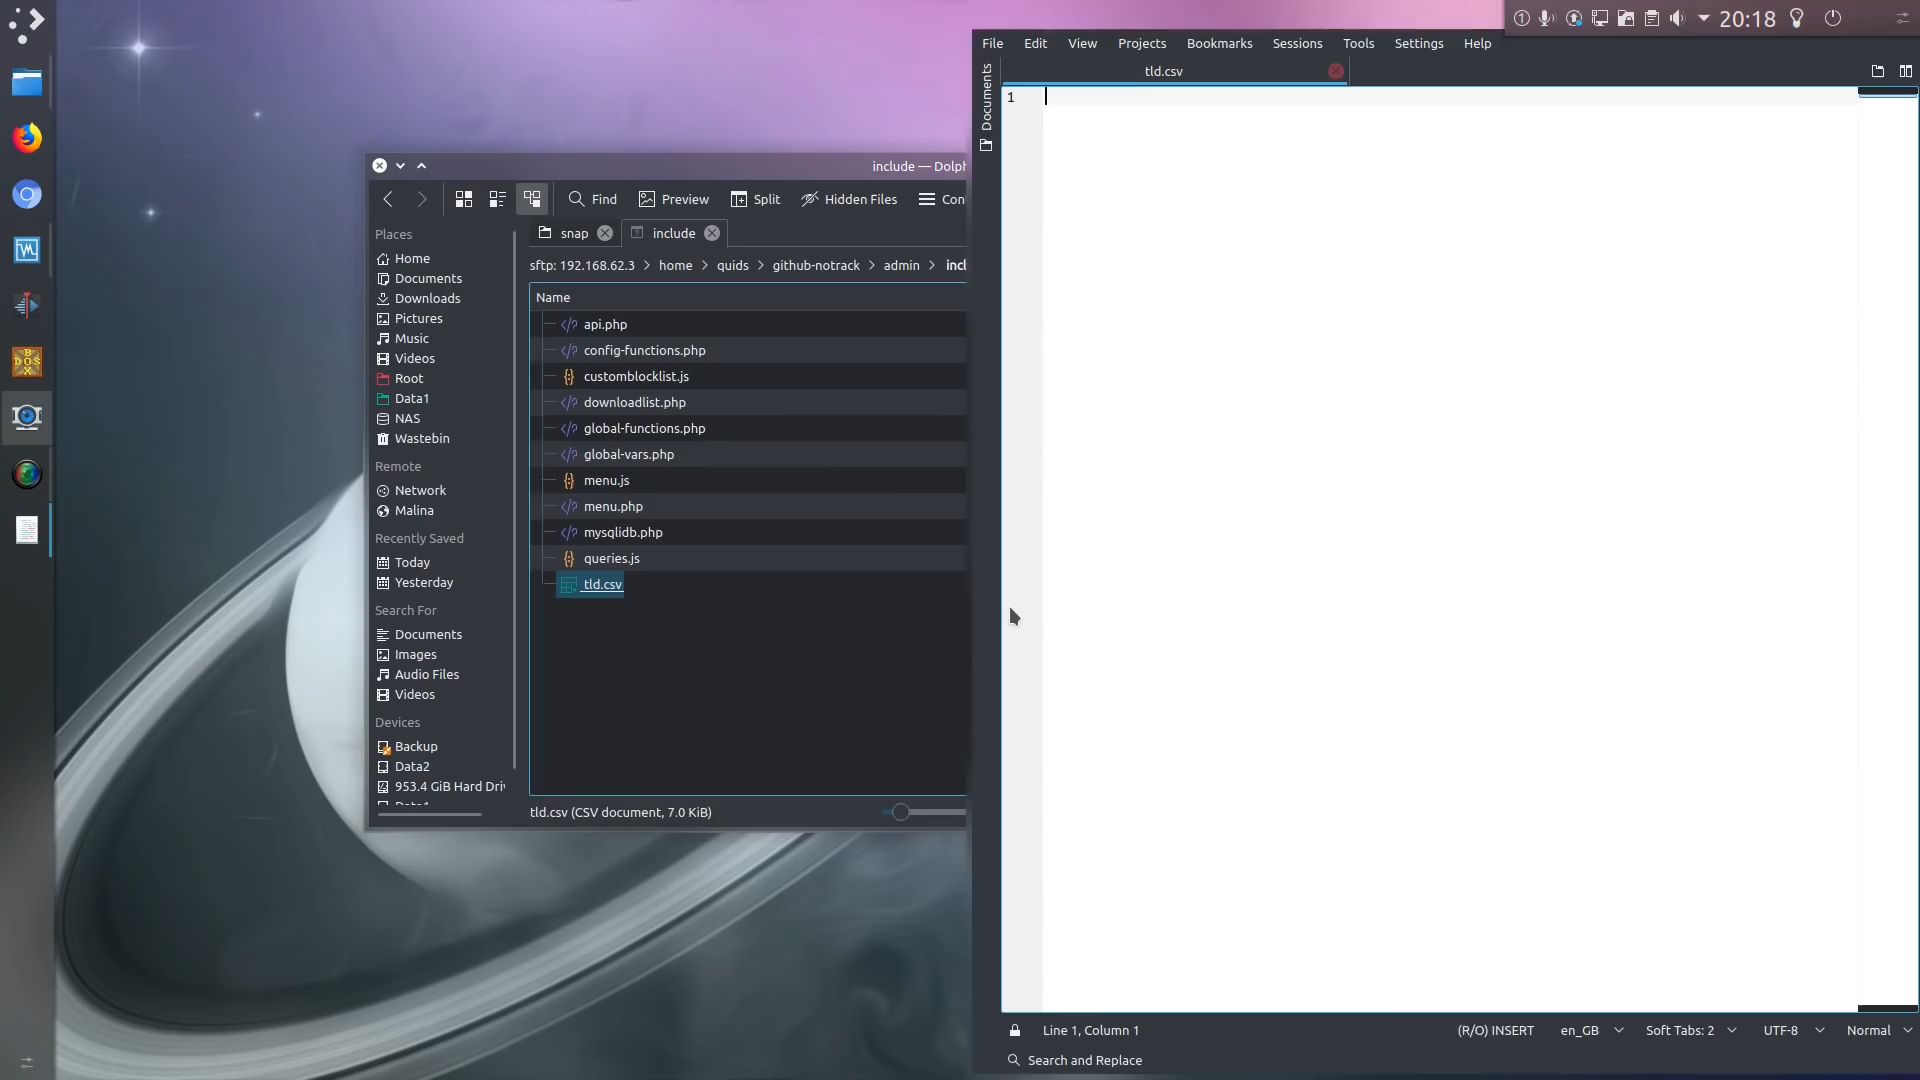 20:18
File Edit View Projects Bookmarks Sessions Tools Settings Help
tld.csv
Documents
1
include — Dolph
Find Preview Split Hidden Files Con
snap include
sftp: 192.168.62.3 > home > quids > github-notrack > admin > incl
Places
Home
Documents
Downloads
Pictures
Music
Videos
Root
Data1
NAS
Wastebin
Remote
Network
Malina
Recently Saved
Today
Yesterday
Search For
Documents
Images
Audio Files
Videos
Devices
Backup
Data2
953.4 GiB Hard Driv
Name
api.php
config-functions.php
customblocklist.js
downloadlist.php
global-functions.php
global-vars.php
menu.js
menu.php
mysqlidb.php
queries.js
tld.csv
tld.csv (CSV document, 7.0 KiB)
Line 1, Column 1 (R/O) INSERT en_GB Soft Tabs: 2 UTF-8 Normal
Search and Replace